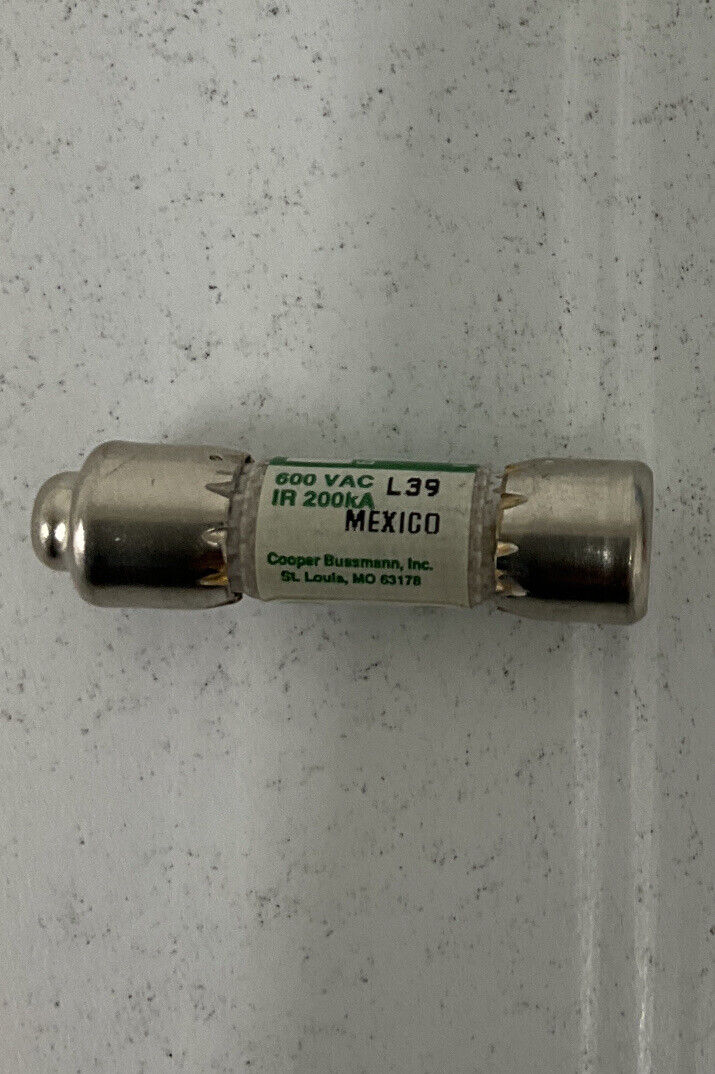 600 VAC L39
IR 200kA
MEXICO
Cooper Bussmann, Inc.
St. Louis, MO 63178